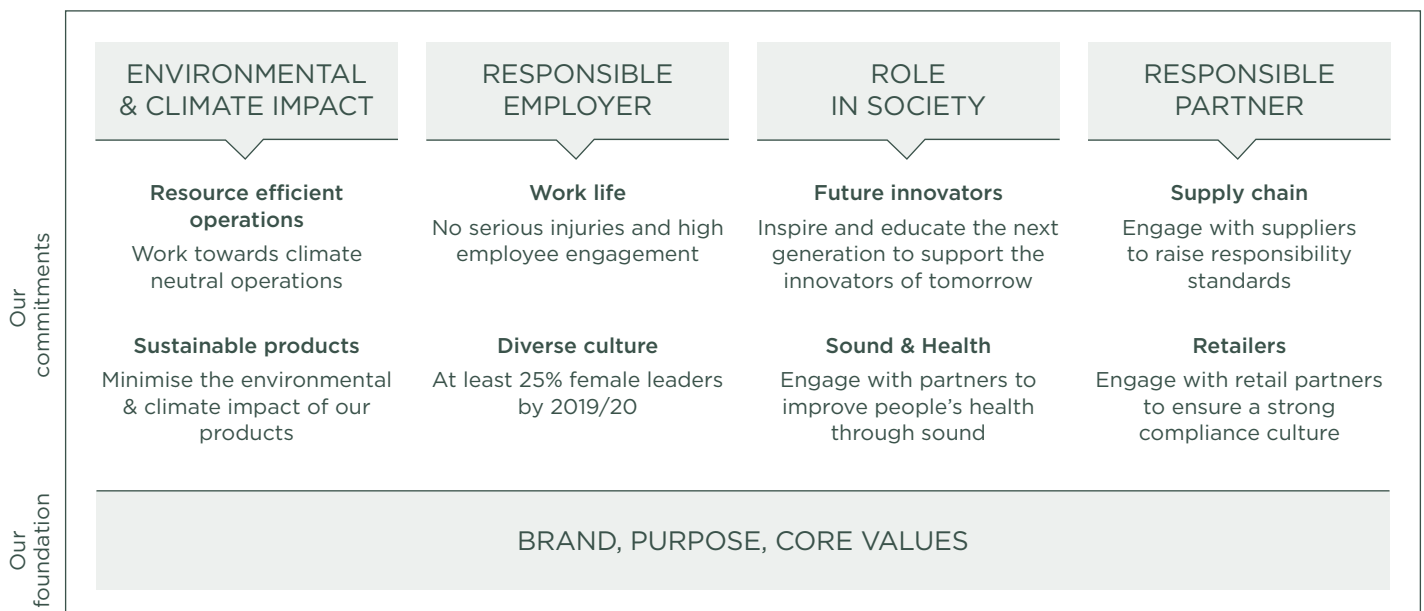 ENVIRONMENTAL
& CLIMATE IMPACT
Resource efficient
operations
Work towards climate
neutral operations
Sustainable products
Minimise the environmental
& climate impact of our
products
RESPONSIBLE
EMPLOYER
Work life
No serious injuries and high
employee engagement
Diverse culture
At least 25% female leaders
by 2019/20
ROLE
IN SOCIETY
Future innovators
Inspire and educate the next
generation to support the
innovators of tomorrow
Sound & Health
Engage with partners to
improve people’s health
through sound
RESPONSIBLE
PARTNER
Supply chain
Engage with suppliers
to raise responsibility
standards
Retailers
Engage with retail partners
to ensure a strong
compliance culture
Our
commitments
Our
foundation
BRAND, PURPOSE, CORE VALUES